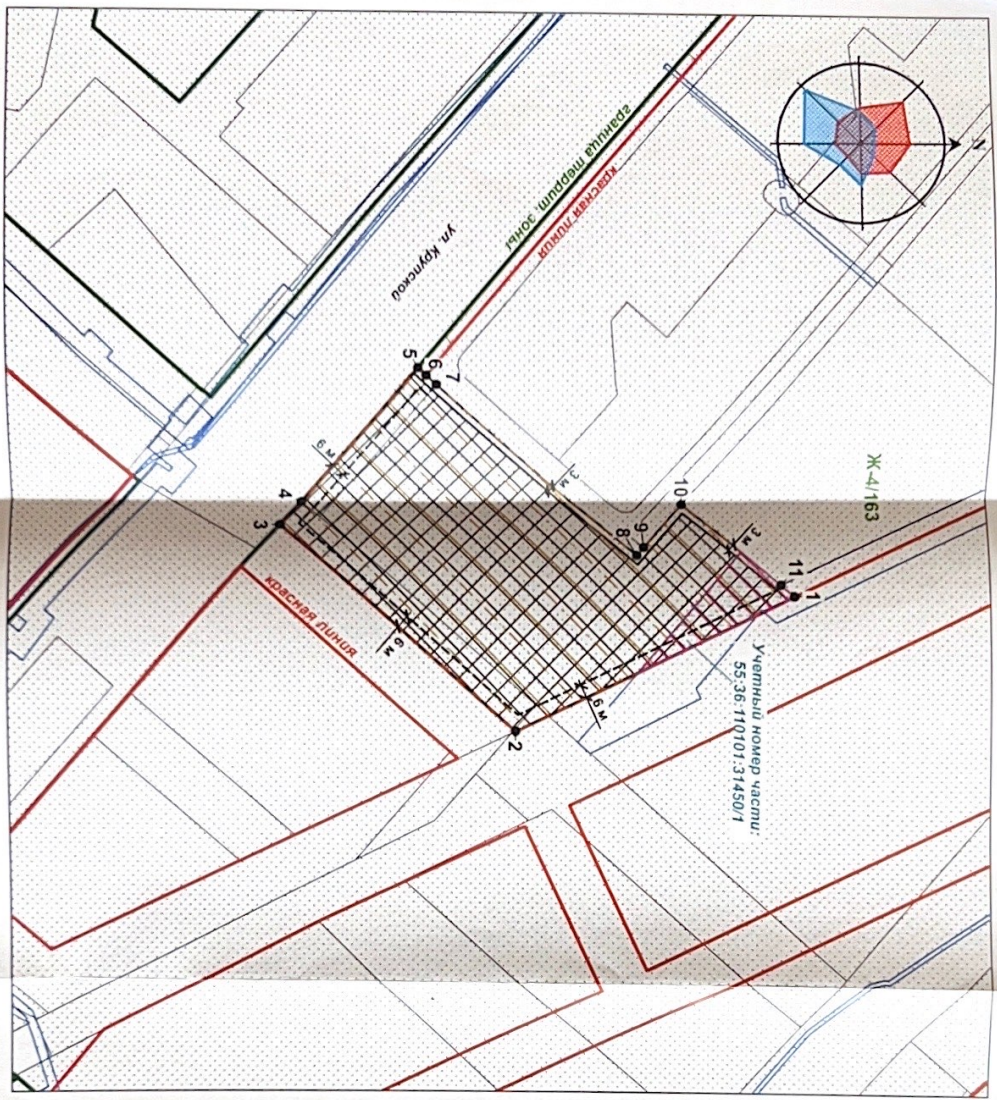 N
граница террит. зоны
красная линия
ул. Крупской
Ж-4/163
5
6
7
3 м
10
9
8
3 м
11
1
6 м
4
3
красная линия
6 м
6 м
2
Учетный номер части:
55:36:110101:31450/1